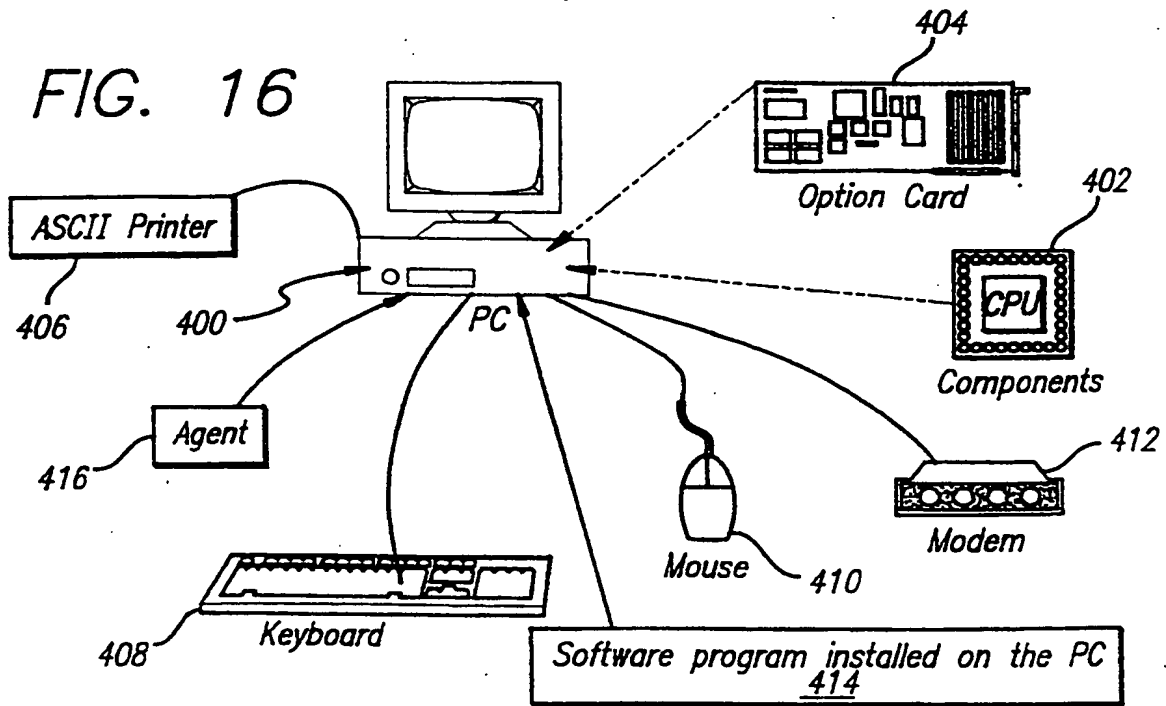 FIG. 16
404
Option Card
402
CPU
Components
ASCII Printer
406
400
PC
Agent
416
412
Modem
Mouse
410
Keyboard
408
Software program installed on the PC
414